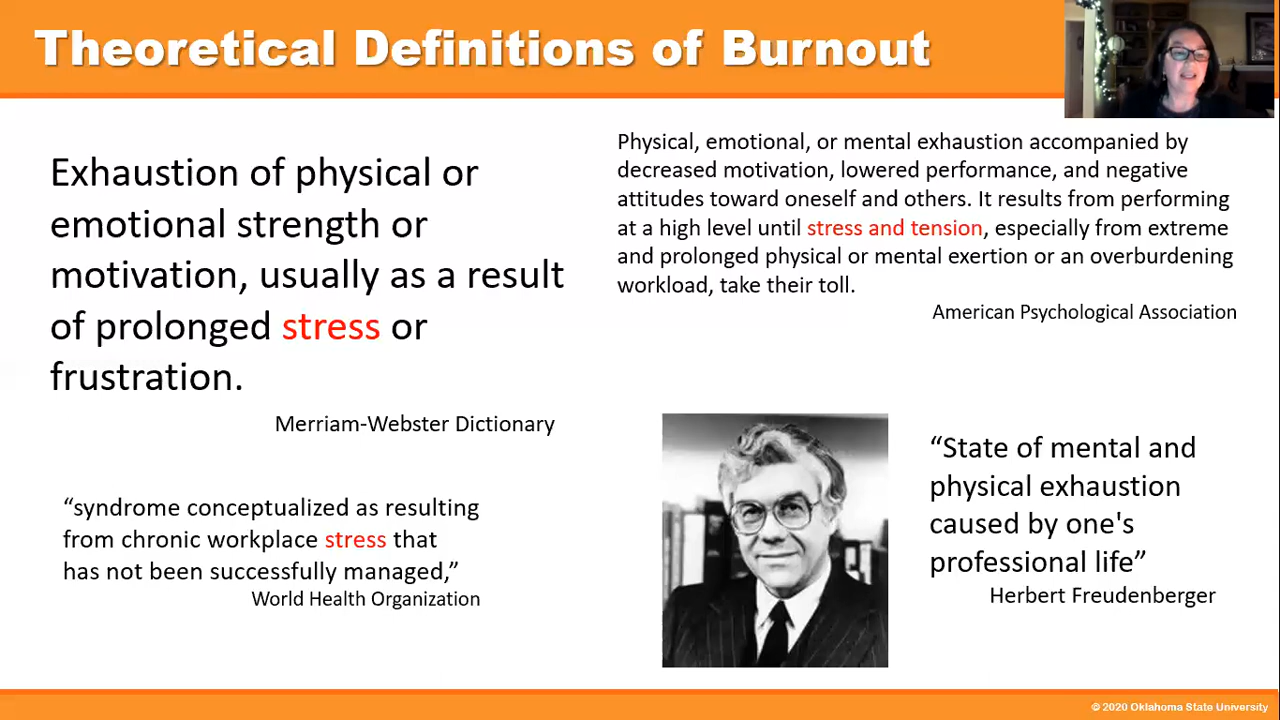 Theoretical Definitions of Burnout
Exhaustion of physical or
emotional strength or
motivation, usually as a result
of prolonged stress or
frustration.
Merriam-Webster Dictionary
Physical, emotional, or mental exhaustion accompanied by
decreased motivation, lowered performance, and negative
attitudes toward oneself and others. It results from performing
at a high level until stress and tension, especially from extreme
and prolonged physical or mental exertion or an overburdening
workload, take their toll.
American Psychological Association
“syndrome conceptualized as resulting
from chronic workplace stress that
has not been successfully managed,”
World Health Organization
“State of mental and
physical exhaustion
caused by one's
professional life”
Herbert Freudenberger
© 2020 Oklahoma State University